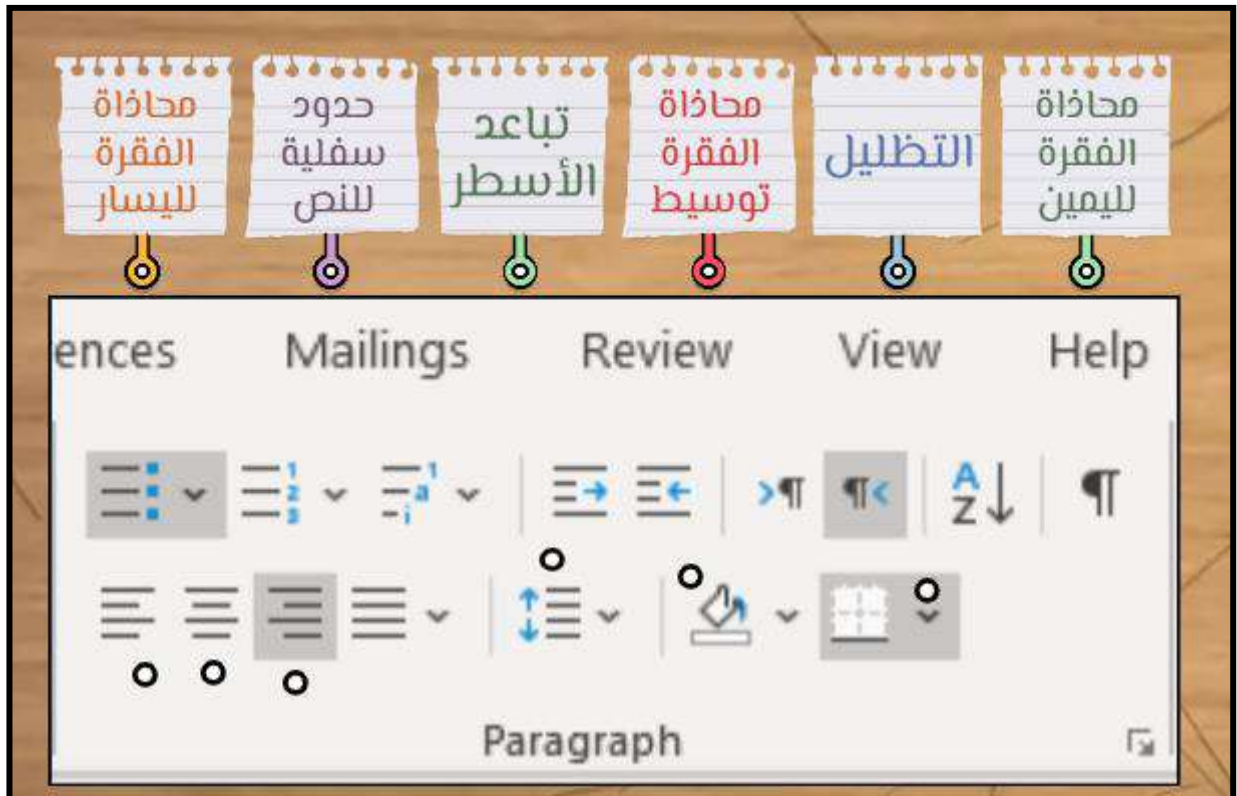 محاذاة
الفقرة
لليمين
التظليل
محاذاة
الفقرة
توسيط
تباعد
الأسطر
حدود
سفلية
للنص
محاذاة
الفقرة
لليسار
ences Mailings Review View Help
Paragraph